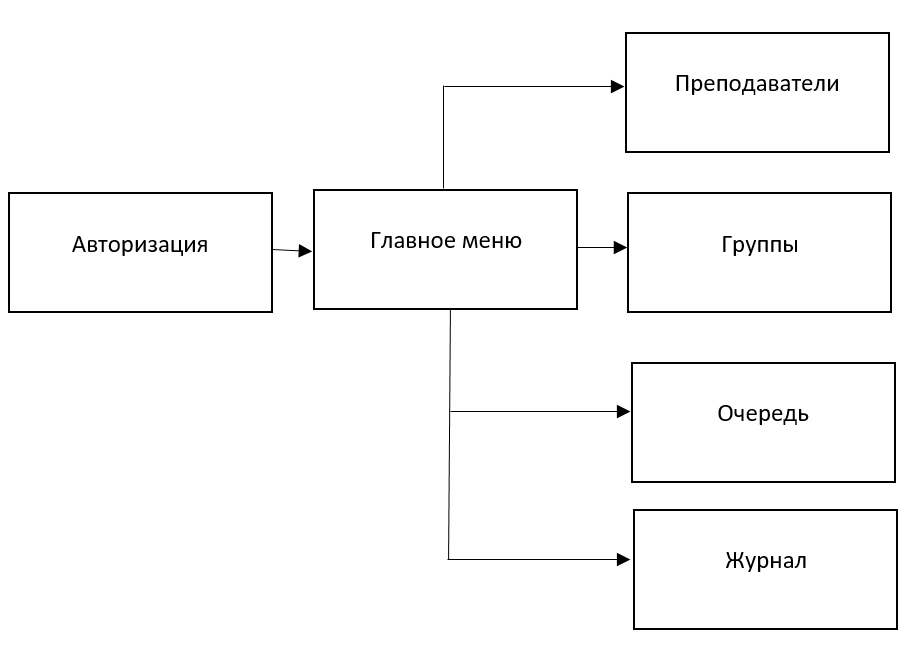 Преподаватели
Авторизация
Главное меню
Группы
Очередь
Журнал